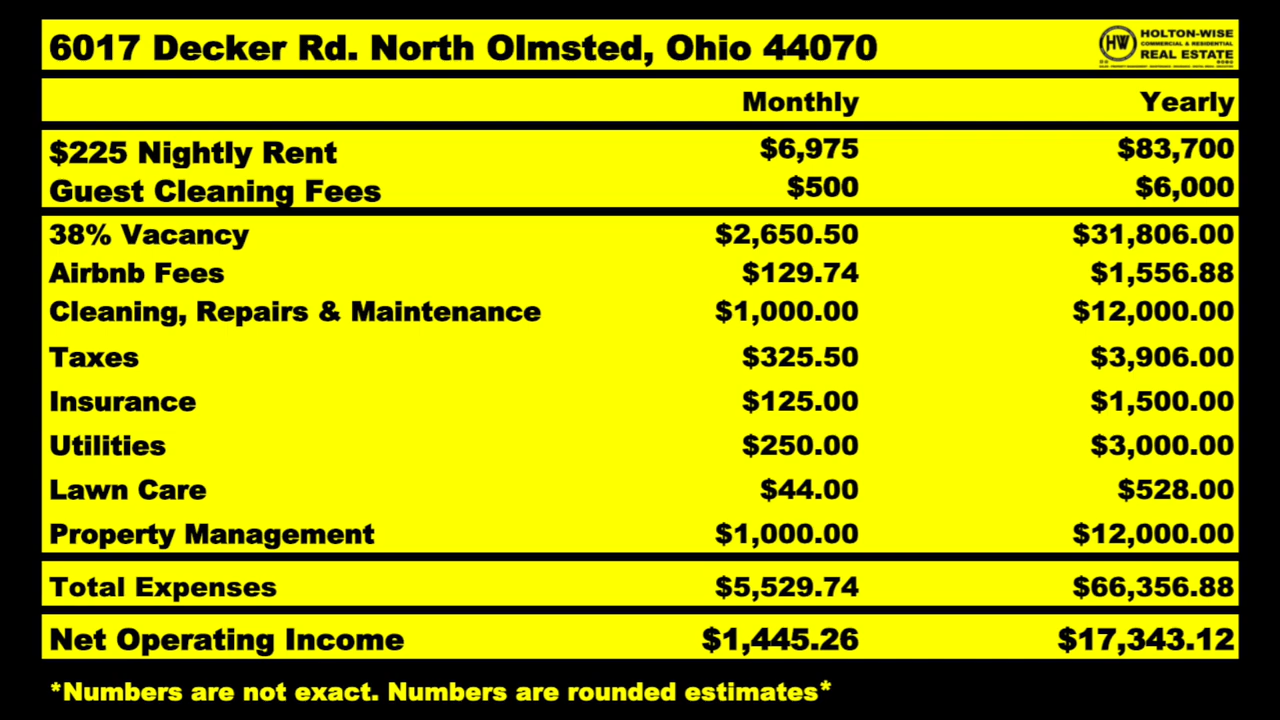 6017 Decker Rd. North Olmsted, Ohio 44070
HW
HOLTON-WISE
COMMERCIAL & RESIDENTIAL
REAL ESTATE
Monthly Yearly
$225 Nightly Rent $6,975 $83,700
Guest Cleaning Fees $500 $6,000
38% Vacancy $2,650.50 $31,806.00
Airbnb Fees $129.74 $1,556.88
Cleaning, Repairs & Maintenance $1,000.00 $12,000.00
Taxes $325.50 $3,906.00
Insurance $125.00 $1,500.00
Utilities $250.00 $3,000.00
Lawn Care $44.00 $528.00
Property Management $1,000.00 $12,000.00
Total Expenses $5,529.74 $66,356.88
Net Operating Income $1,445.26 $17,343.12
*Numbers are not exact. Numbers are rounded estimates*